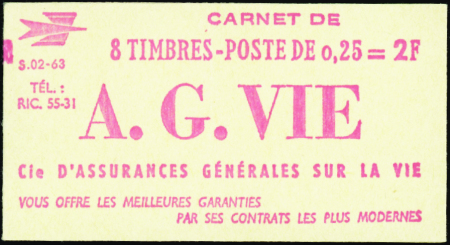 CARNET DE
8 TIMBRES-POSTE DE 0,25 = 2F
8
S.02-63
TÉL. :
RIC. 55-31
A. G. VIE
Cie D'ASSURANCES GÉNÉRALES SUR LA VIE
VOUS OFFRE LES MEILLEURES GARANTIES
PAR SES CONTRATS LES PLUS MODERNES